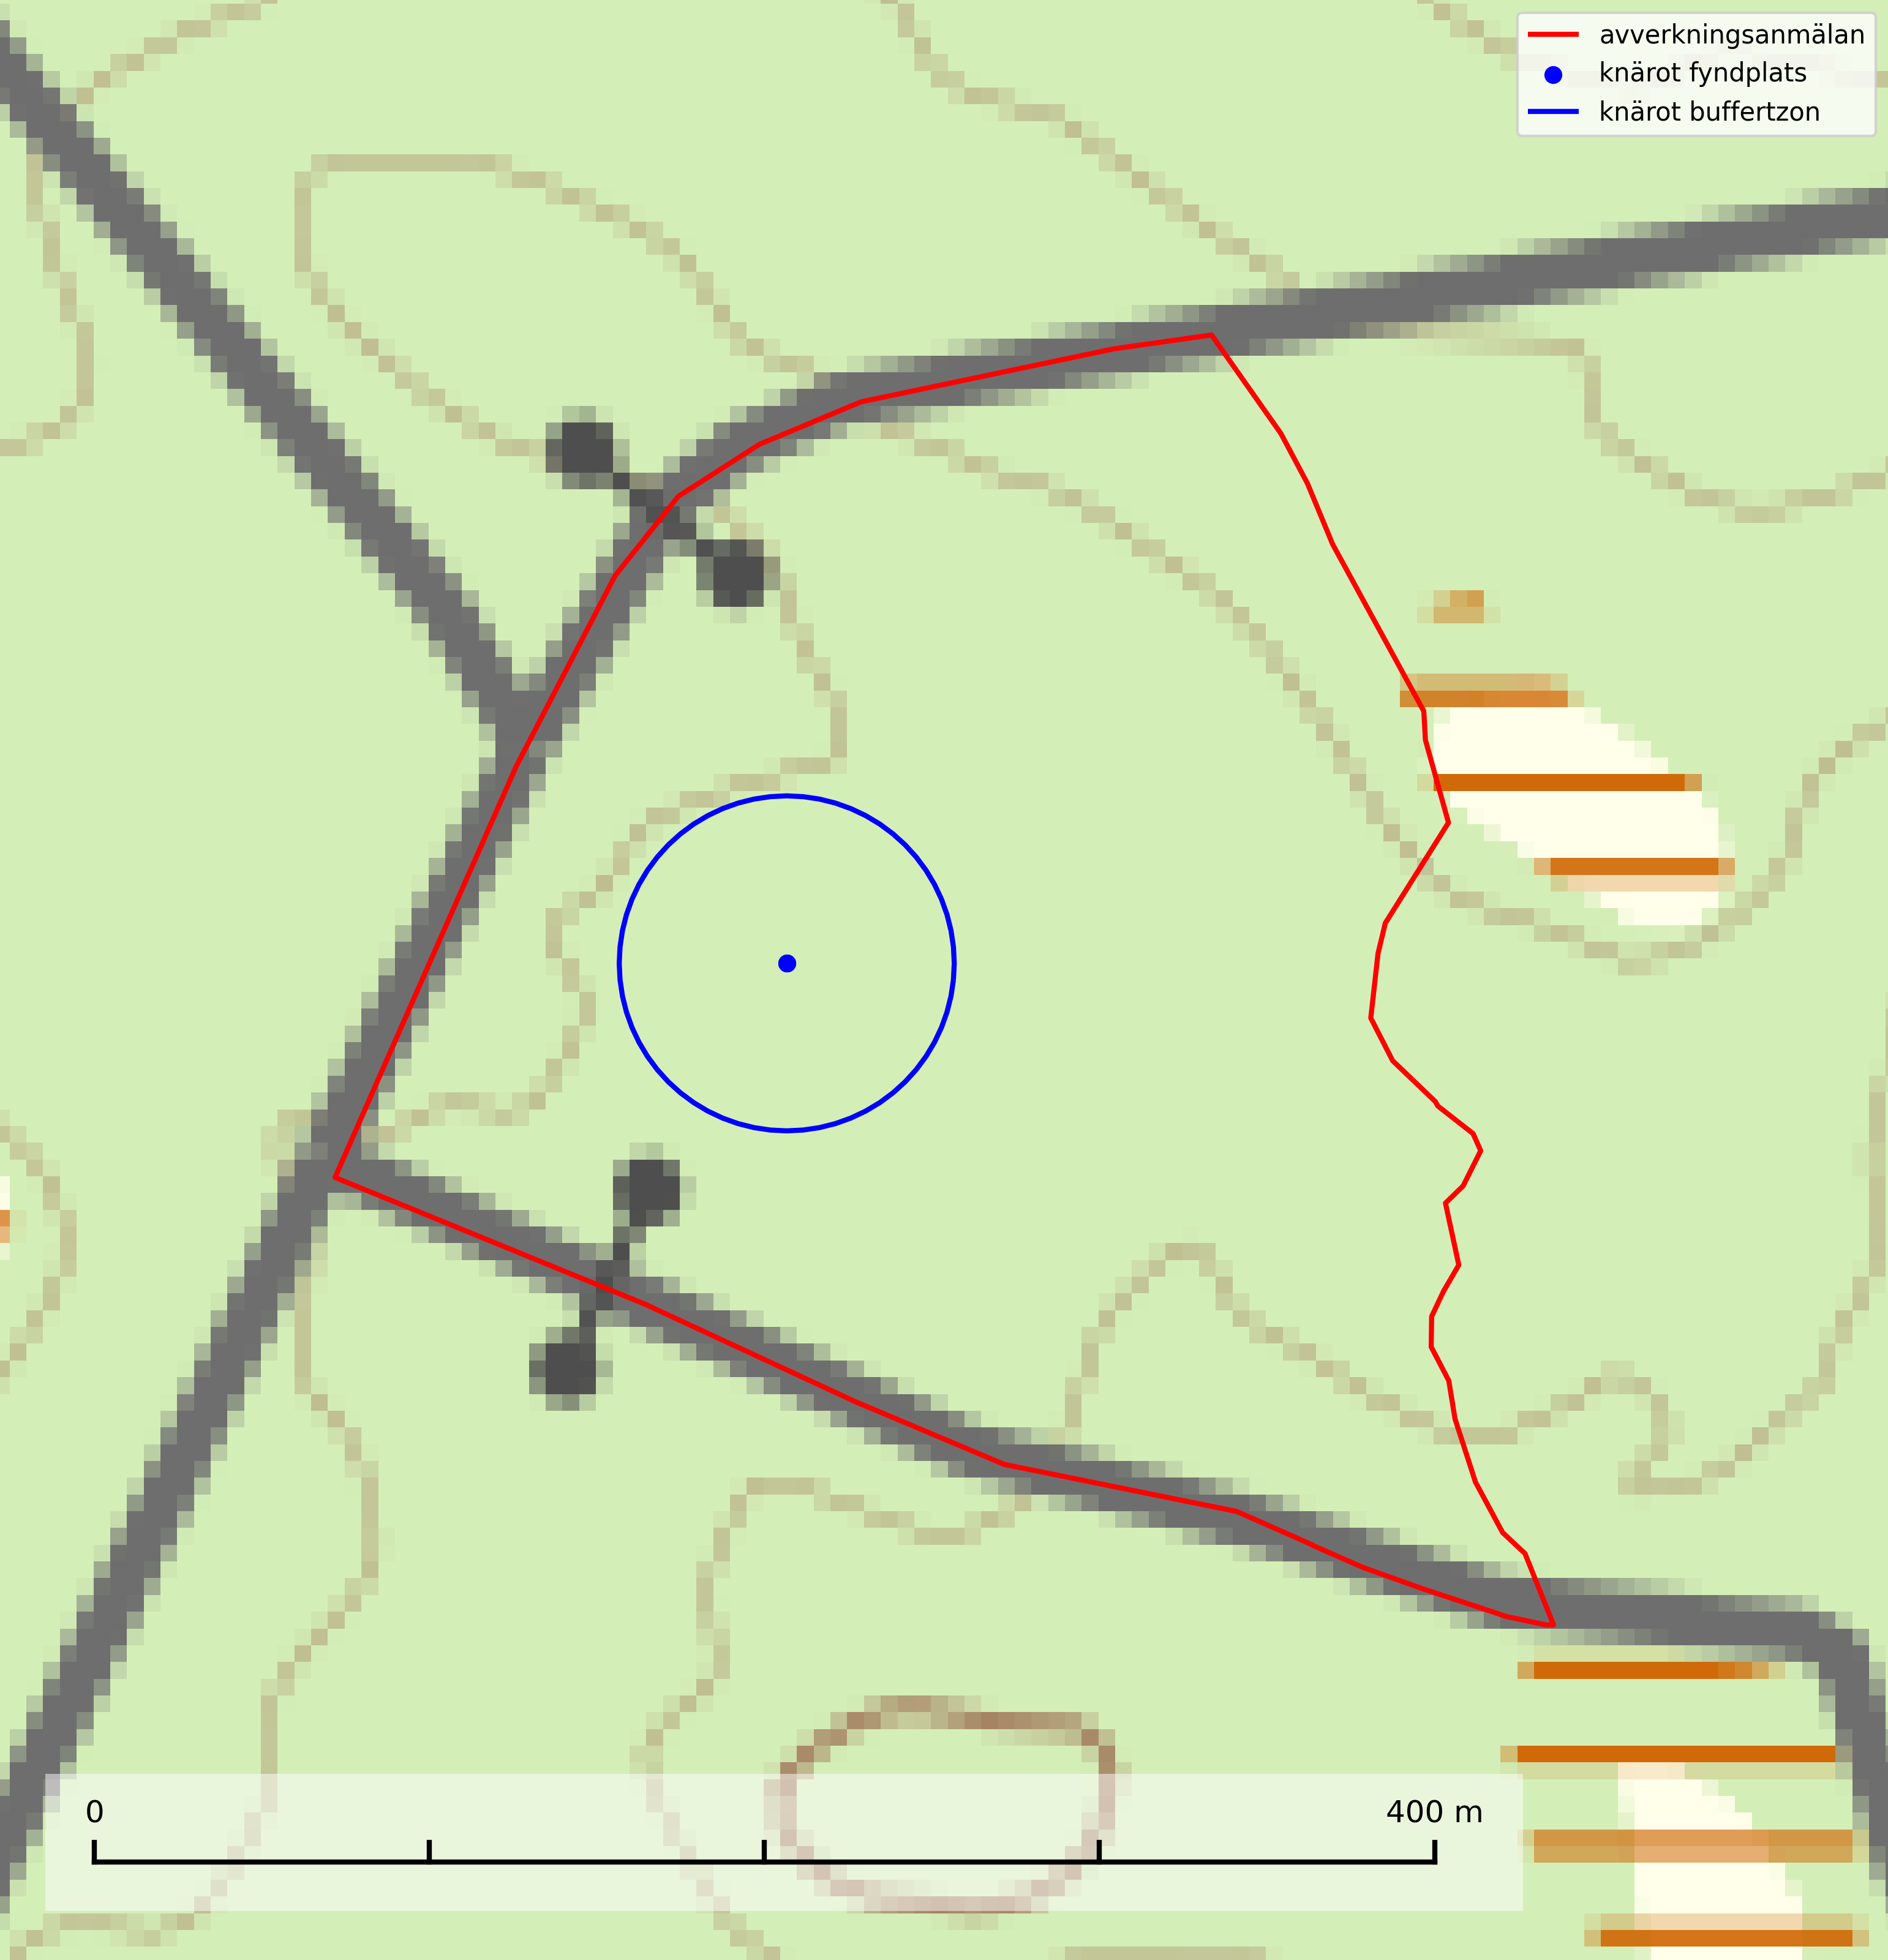 avverkningsanmälan
knärot fyndplats
knärot buffertzon
0
400 m